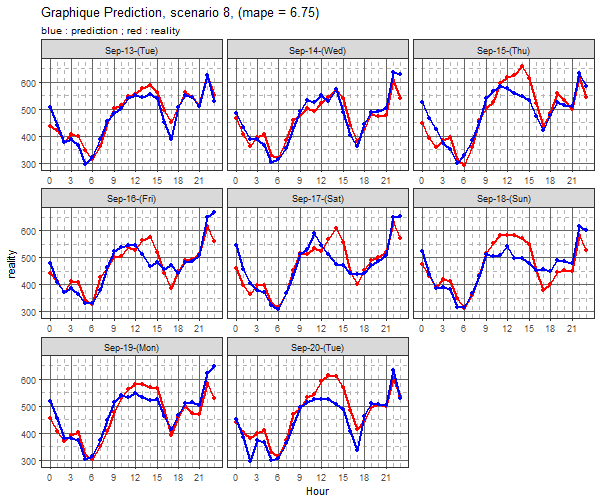 Graphique Prediction, scenario 8, (mape = 6.75)
blue : prediction ; red : reality
Sep-13-(Tue) Sep-14-(Wed) Sep-15-(Thu)
600
500
400
300
0 3 6 9 12 15 18 21 0 3 6 9 12 15 18 21 0 3 6 9 12 15 18 21
Sep-16-(Fri) Sep-17-(Sat) Sep-18-(Sun)
600
500
400
300
0 3 6 9 12 15 18 21 0 3 6 9 12 15 18 21 0 3 6 9 12 15 18 21
reality
Sep-19-(Mon) Sep-20-(Tue)
600
500
400
300
0 3 6 9 12 15 18 21 0 3 6 9 12 15 18 21
Hour